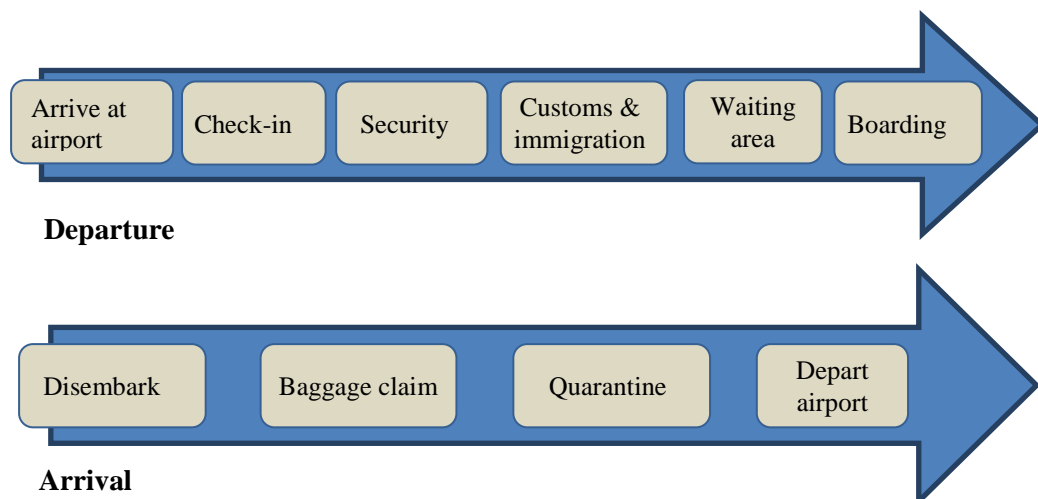 Arrive at
airport
Check-in
Security
Customs &
immigration
Waiting
area
Boarding
Departure
Disembark
Baggage claim
Quarantine
Depart
airport
Arrival